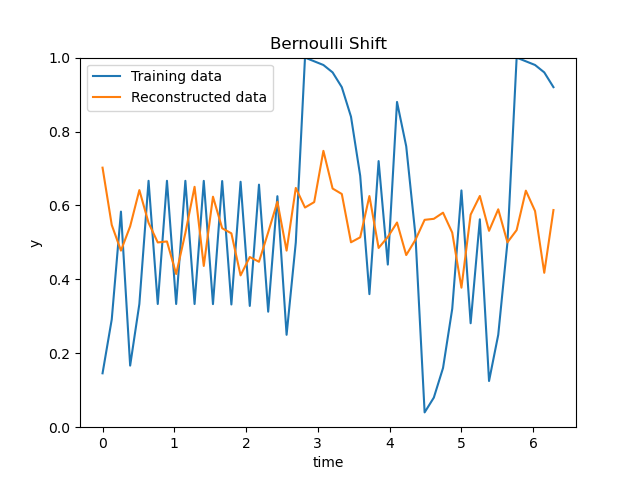 Bernoulli Shift
Training data
Reconstructed data
y
1.0
0.8
0.6
0.4
0.2
0.0
0 1 2 3 4 5 6
time